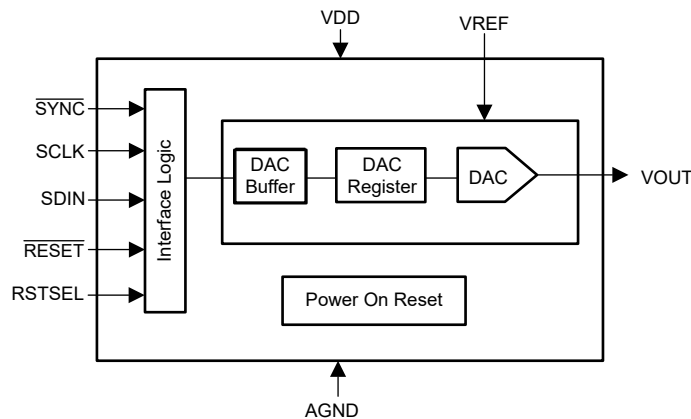 VDD
VREF
SYNC
SCLK
SDIN
RESET
RSTSEL
Interface Logic
DAC
Buffer
DAC
Register
DAC
VOUT
Power On Reset
AGND